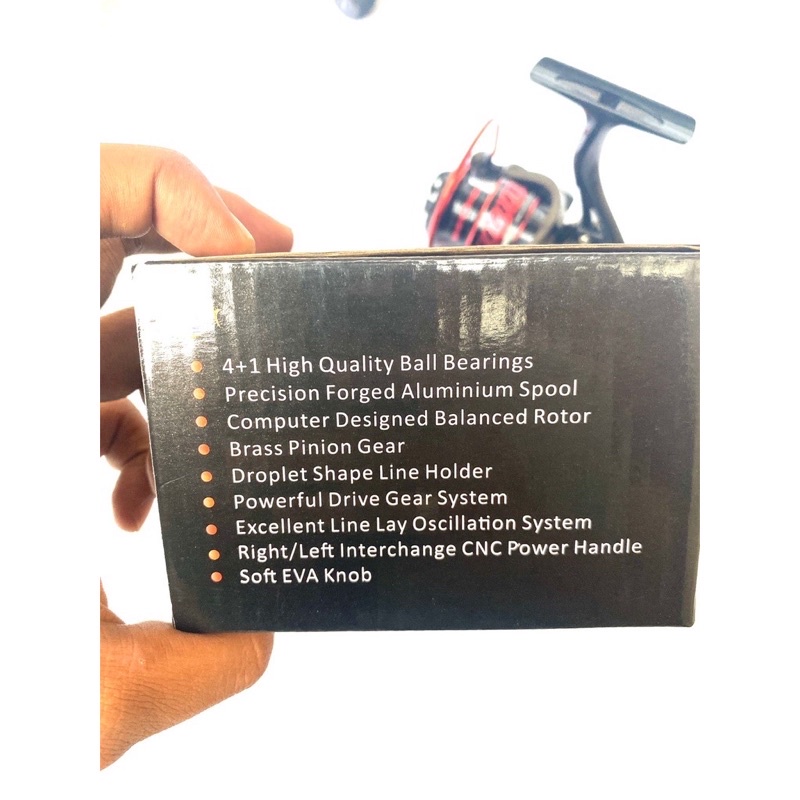 4+1 High Quality Ball Bearings
Precision Forged Aluminium Spool
Computer Designed Balanced Rotor
Brass Pinion Gear
Droplet Shape Line Holder
Powerful Drive Gear System
Excellent Line Lay Oscillation System
Right/Left Interchange CNC Power Handle
Soft EVA Knob